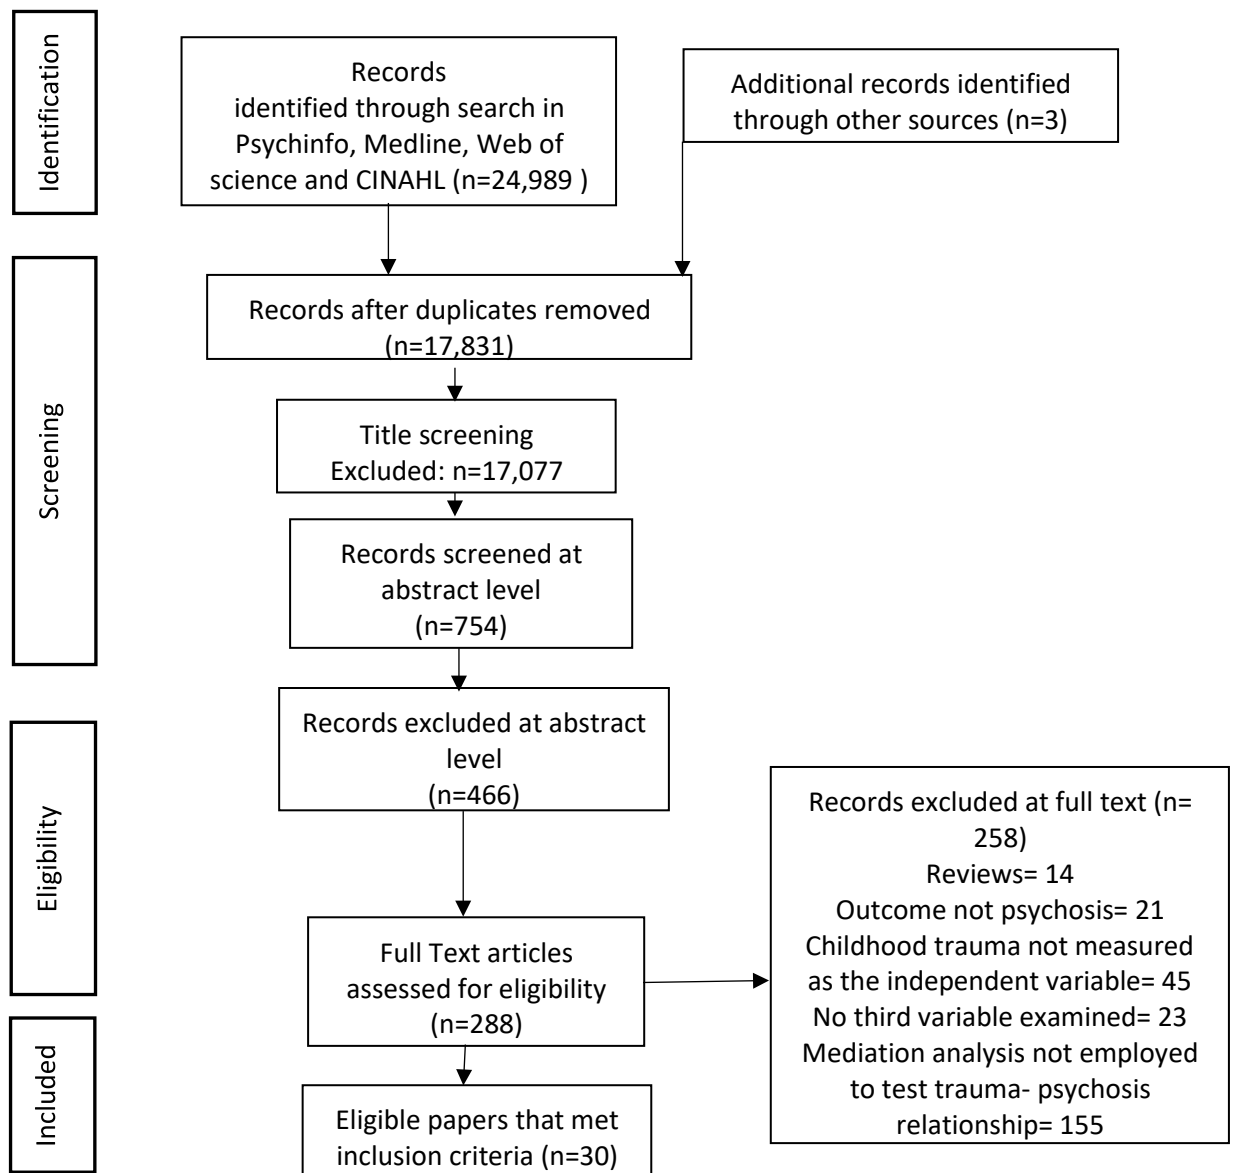 Identification
Records
identified through search in
Psychinfo, Medline, Web of
science and CINAHL (n=24,989 )
Additional records identified
through other sources (n=3)
Screening
Records after duplicates removed
(n=17,831)
Title screening
Excluded: n=17,077
Records screened at
abstract level
(n=754)
Records excluded at abstract
level
(n=466)
Eligibility
Full Text articles
assessed for eligibility
(n=288)
Records excluded at full text (n=
258)
Reviews= 14
Outcome not psychosis= 21
Childhood trauma not measured
as the independent variable= 45
No third variable examined= 23
Mediation analysis not employed
to test trauma- psychosis
relationship= 155
Included
Eligible papers that met
inclusion criteria (n=30)